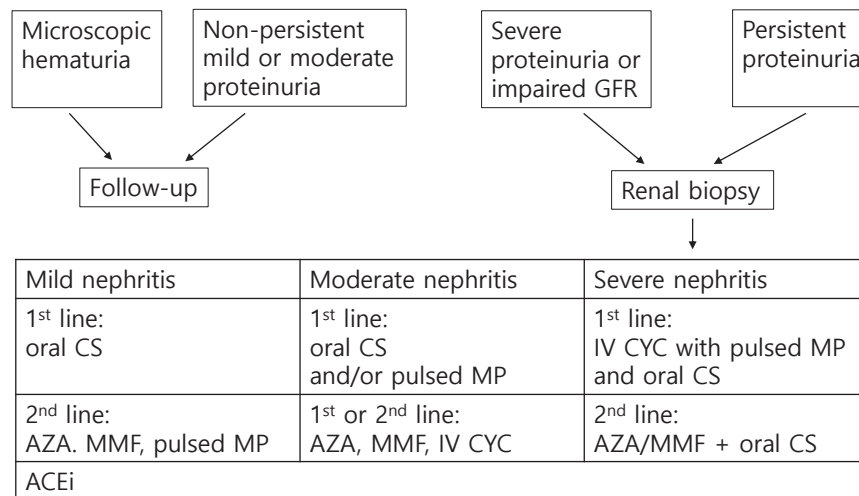 Microscopic
hematuria
Non-persistent
mild or moderate
proteinuria
Severe
proteinuria or
impaired GFR
Persistent
proteinuria
Follow-up
Renal biopsy
Mild nephritis
Moderate nephritis
Severe nephritis
1st line:
oral CS
1st line:
oral CS
and/or pulsed MP
1st line:
IV CYC with pulsed MP
and oral CS
2nd line:
AZA. MMF, pulsed MP
1st or 2nd line:
AZA, MMF, IV CYC
2nd line:
AZA/MMF + oral CS
ACEi